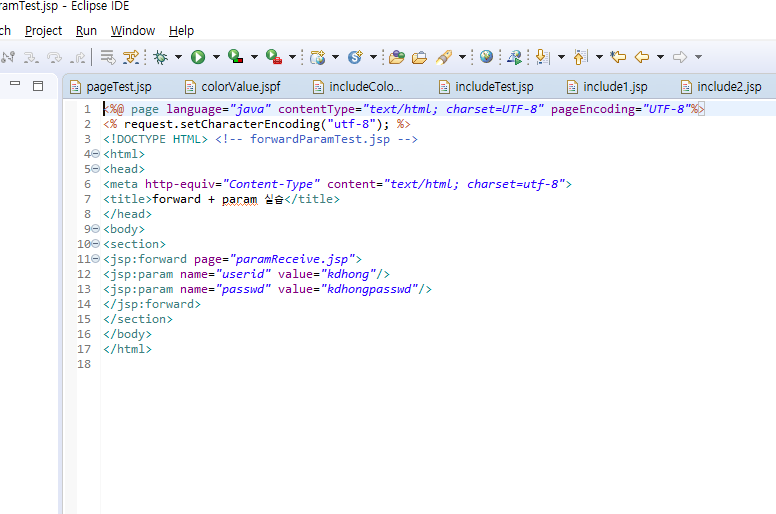 ramTest.jsp - Eclipse IDE
ch Project Run Window Help
pageTest.jsp colorValue.jspf includeColo... includeTest.jsp include1.jsp include2.jsp
1 <%@ page language="java" contentType="text/html; charset=UTF-8" pageEncoding="UTF-8"%>
2 <% request.setCharacterEncoding("utf-8"); %>
3 <!DOCTYPE HTML> <!-- forwardParamTest.jsp -->
4 <html>
5 <head>
6 <meta http-equiv="Content-Type" content="text/html; charset=utf-8">
7 <title>forward + param 실습</title>
8 </head>
9 <body>
10 <section>
11 <jsp:forward page="paramReceive.jsp">
12 <jsp:param name="userid" value="kdhong"/>
13 <jsp:param name="passwd" value="kdhongpasswd"/>
14 </jsp:forward>
15 </section>
16 </body>
17 </html>
18